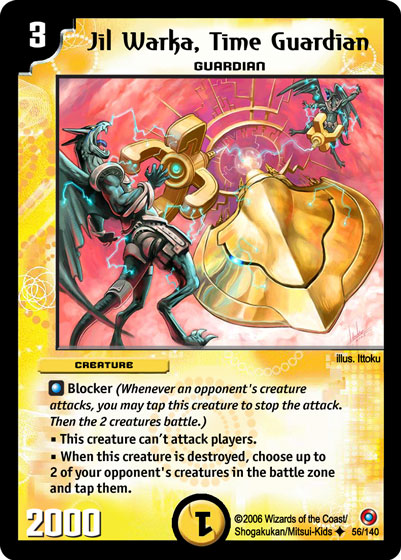 3
Jil Warka, Time Guardian
GUARDIAN
illus. Ittoku
CREATURE
Blocker (Whenever an opponent's creature
attacks, you may tap this creature to stop the attack.
Then the 2 creatures battle.)
▪ This creature can't attack players.
▪ When this creature is destroyed, choose up to
2 of your opponent's creatures in the battle zone
and tap them.
2000
1
©2006 Wizards of the Coast/
Shogakukan/Mitsui-Kids ✦ 56/140